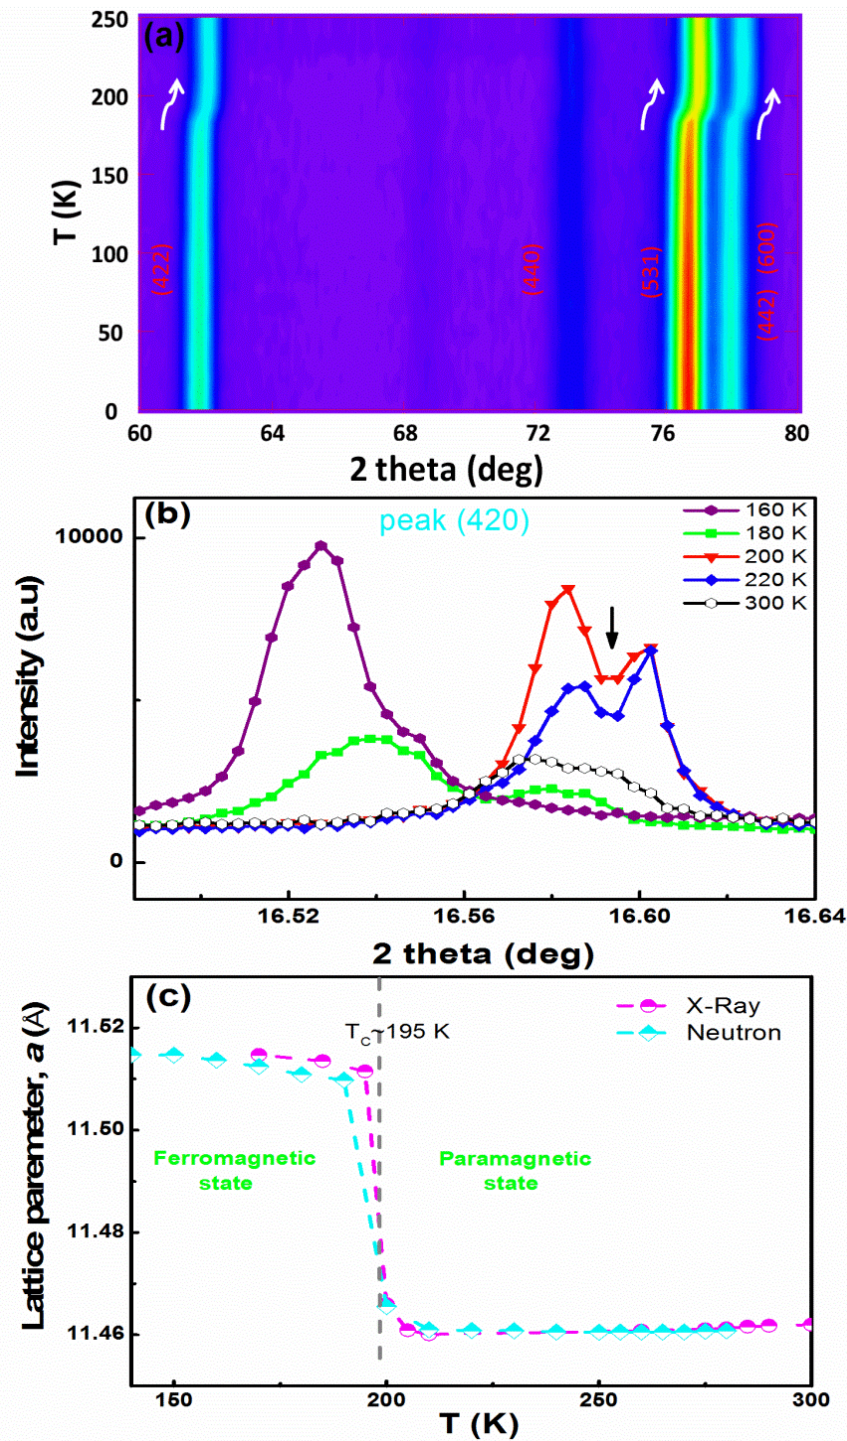 (a)
250
200
150
100
50
0
T (K)
(422)
(440)
(531)
(442) (600)
60 64 68 72 76 80
2 theta (deg)
(b)
peak (420)
160 K
180 K
200 K
220 K
300 K
10000
0
Intensity (a.u)
16.52 16.56 16.60 16.64
2 theta (deg)
(c)
X-Ray
Neutron
T_C~195 K
11.52
11.50
11.48
11.46
Lattice paremeter, a (Å)
Ferromagnetic
state
Paramagnetic
state
150 200 250 300
T (K)